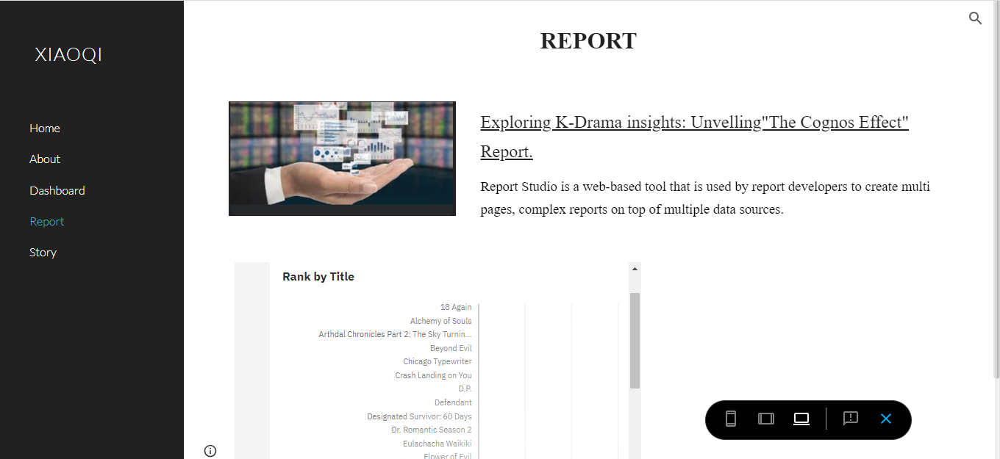 XIAOQI
Home
About
Dashboard
Report
Story
REPORT
Exploring K-Drama insights: Unvelling"The Cognos Effect"
Report.
Report Studio is a web-based tool that is used by report developers to create multi
pages, complex reports on top of multiple data sources.
Rank by Title
18 Again
Alchemy of Souls
Arthdal Chronicles Part 2: The Sky Turnin...
Beyond Evil
Chicago Typewriter
Crash Landing on You
D.P.
Defendant
Designated Survivor: 60 Days
Dr. Romantic Season 2
Eulachacha Waikiki
Flower of Evil